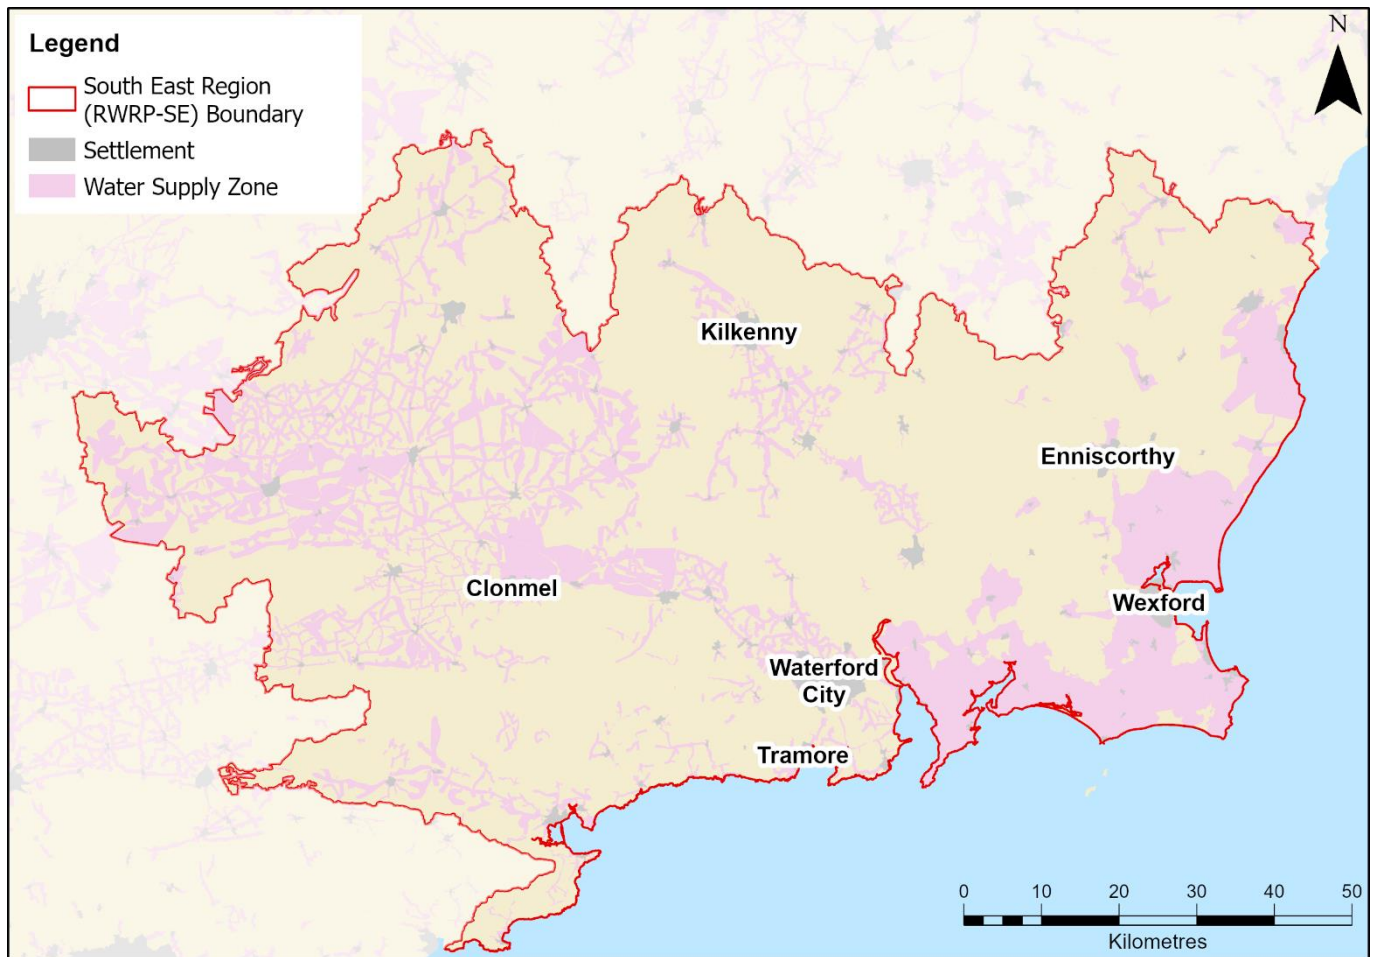 Legend
South East Region
(RWRP-SE) Boundary
Settlement
Water Supply Zone
N
Kilkenny
Enniscorthy
Clonmel
Wexford
Waterford
City
Tramore
0 10 20 30 40 50
Kilometres